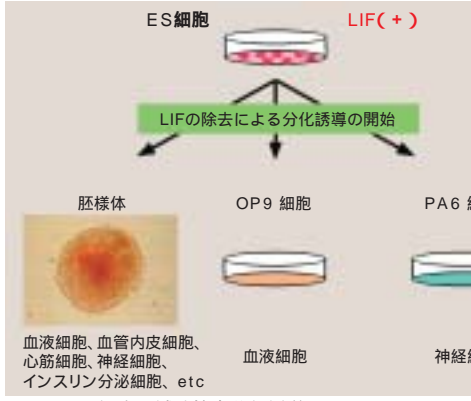 ES細胞 LIF(+)
LIFの除去による分化誘導の開始
胚様体 OP9 細胞 PA6
血液細胞、血管内皮細胞、
心筋細胞、神経細胞、
インスリン分泌細胞、etc
血液細胞 神経